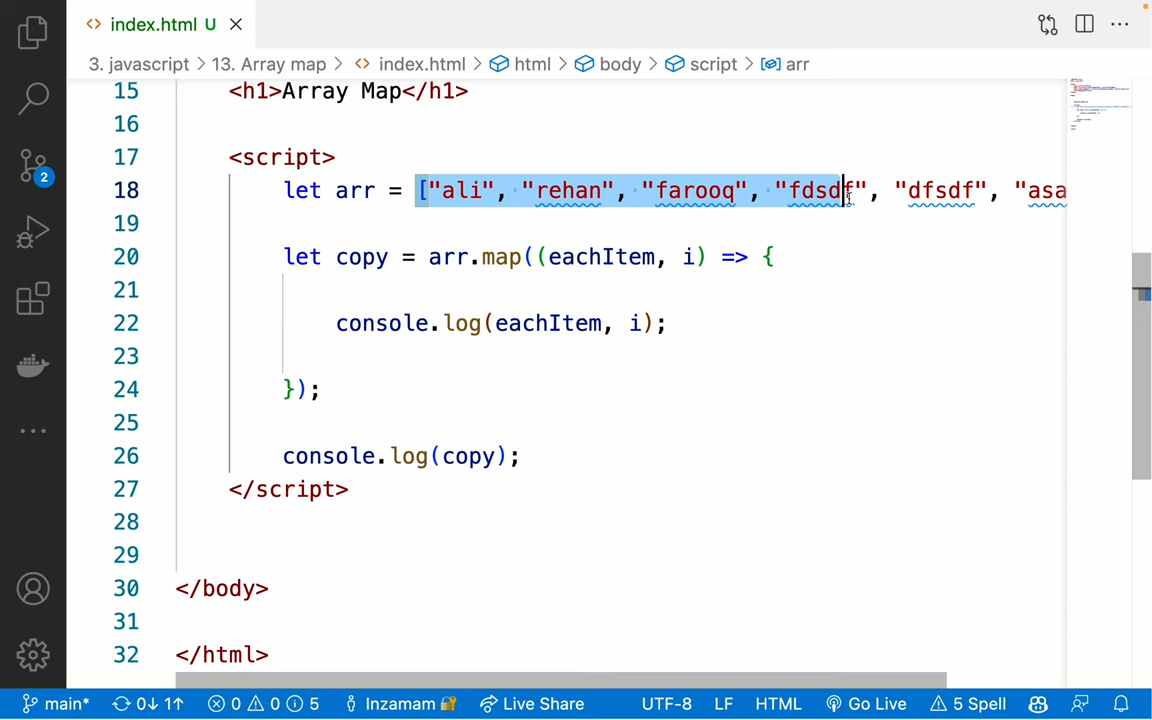 index.html U
3. javascript > 13. Array map > index.html > html > body > script > arr
15 <h1>Array Map</h1>
16
17 <script>
18 let arr = ["ali", "rehan", "farooq", "fdsdf", "dfsdf", "asa
19
20 let copy = arr.map((eachItem, i) => {
21
22 console.log(eachItem, i);
23
24 });
25
26 console.log(copy);
27 </script>
28
29
30 </body>
31
32 </html>
2
main* 0↓ 1↑ 0 0 5 Inzamam Live Share UTF-8 LF HTML Go Live 5 Spell